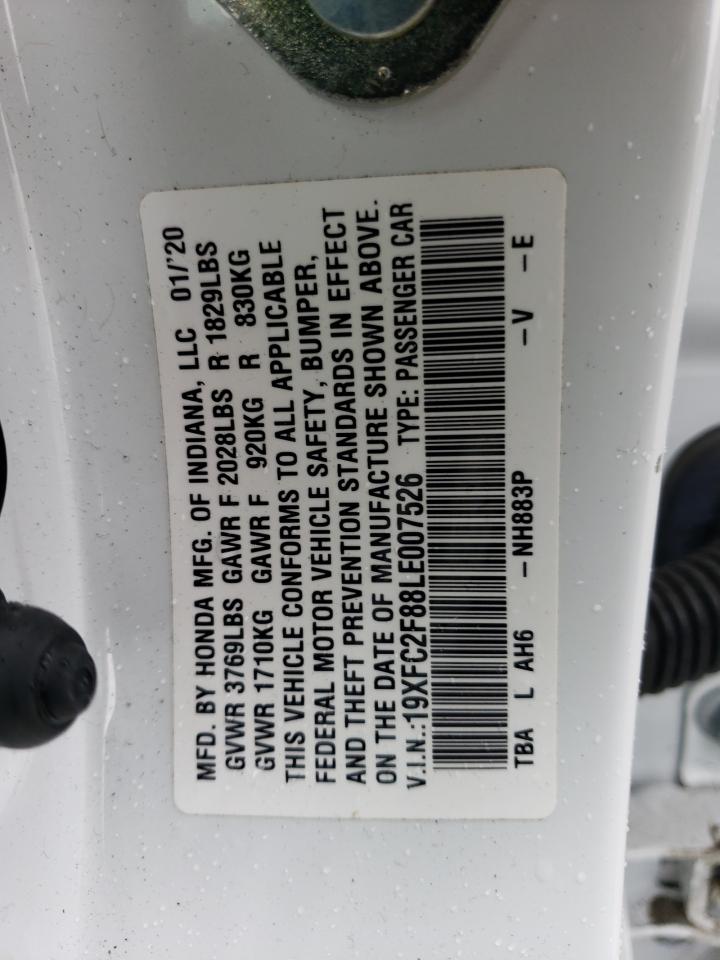 MFD. BY HONDA MFG. OF INDIANA, LLC 01/'20
GVWR 3769LBS GAWR F 2028LBS R 1829LBS
GVWR 1710KG GAWR F 920KG R 830KG
THIS VEHICLE CONFORMS TO ALL APPLICABLE
FEDERAL MOTOR VEHICLE SAFETY, BUMPER,
AND THEFT PREVENTION STANDARDS IN EFFECT
ON THE DATE OF MANUFACTURE SHOWN ABOVE.
V.I.N.:19XFC2F88LE007526 TYPE: PASSENGER CAR
TBA L AH6 -NH883P -V -E